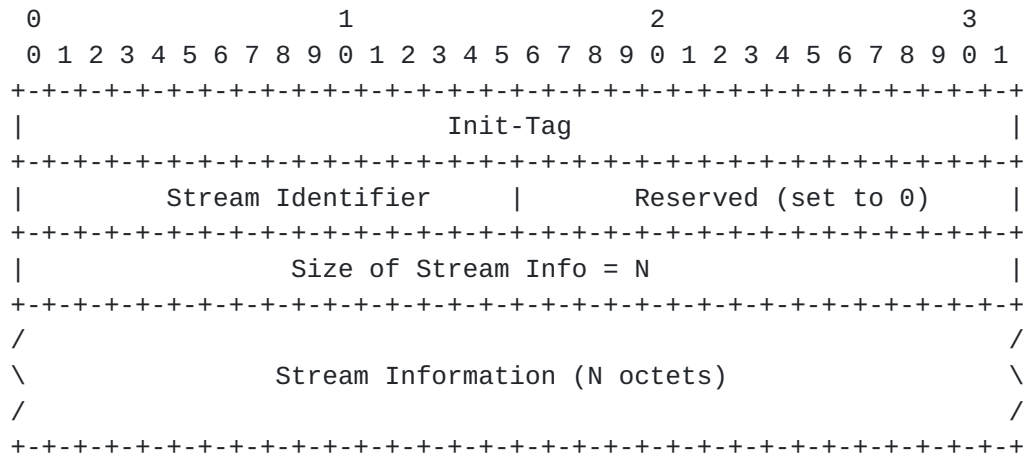 0                   1                   2                   3
 0 1 2 3 4 5 6 7 8 9 0 1 2 3 4 5 6 7 8 9 0 1 2 3 4 5 6 7 8 9 0 1
+-+-+-+-+-+-+-+-+-+-+-+-+-+-+-+-+-+-+-+-+-+-+-+-+-+-+-+-+-+-+-+-+
|                           Init-Tag                            |
+-+-+-+-+-+-+-+-+-+-+-+-+-+-+-+-+-+-+-+-+-+-+-+-+-+-+-+-+-+-+-+-+
|         Stream Identifier     |       Reserved (set to 0)     |
+-+-+-+-+-+-+-+-+-+-+-+-+-+-+-+-+-+-+-+-+-+-+-+-+-+-+-+-+-+-+-+-+
|                 Size of Stream Info = N                       |
+-+-+-+-+-+-+-+-+-+-+-+-+-+-+-+-+-+-+-+-+-+-+-+-+-+-+-+-+-+-+-+-+
/                                                               /
\                Stream Information (N octets)                  \
/                                                               /
+-+-+-+-+-+-+-+-+-+-+-+-+-+-+-+-+-+-+-+-+-+-+-+-+-+-+-+-+-+-+-+-+